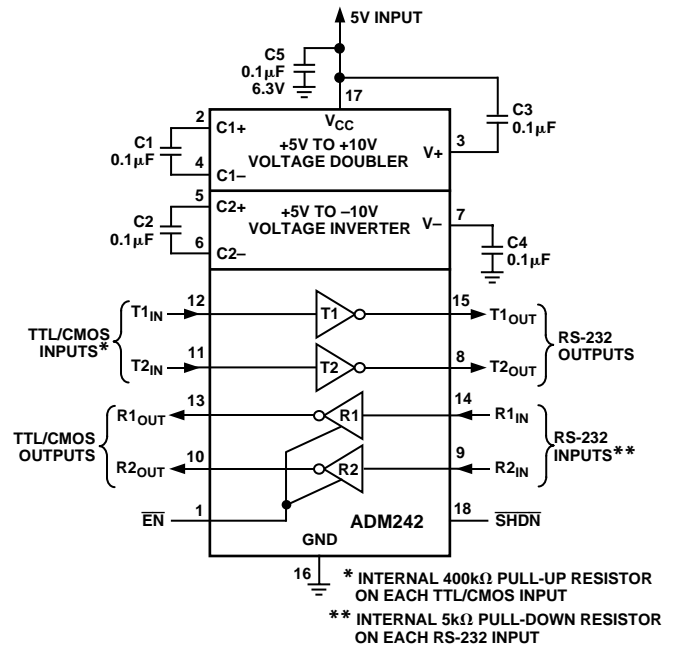 5V INPUT
C5
0.1μF
6.3V
17
C3
0.1μF
2
C1+
VCC
+5V TO +10V
VOLTAGE DOUBLER
V+
3
C1
0.1μF
4
C1–
5
C2+
+5V TO –10V
VOLTAGE INVERTER
V–
7
C2
0.1μF
6
C2–
C4
0.1μF
TTL/CMOS
INPUTS*
T1IN
12
T1
15
T1OUT
T2IN
11
T2
8
T2OUT
RS-232
OUTPUTS
TTL/CMOS
OUTPUTS
R1OUT
13
R1
14
R1IN
R2OUT
10
R2
9
R2IN
RS-232
INPUTS**
EN
1
ADM242
18
SHDN
GND
16
* INTERNAL 400kΩ PULL-UP RESISTOR
ON EACH TTL/CMOS INPUT
** INTERNAL 5kΩ PULL-DOWN RESISTOR
ON EACH RS-232 INPUT